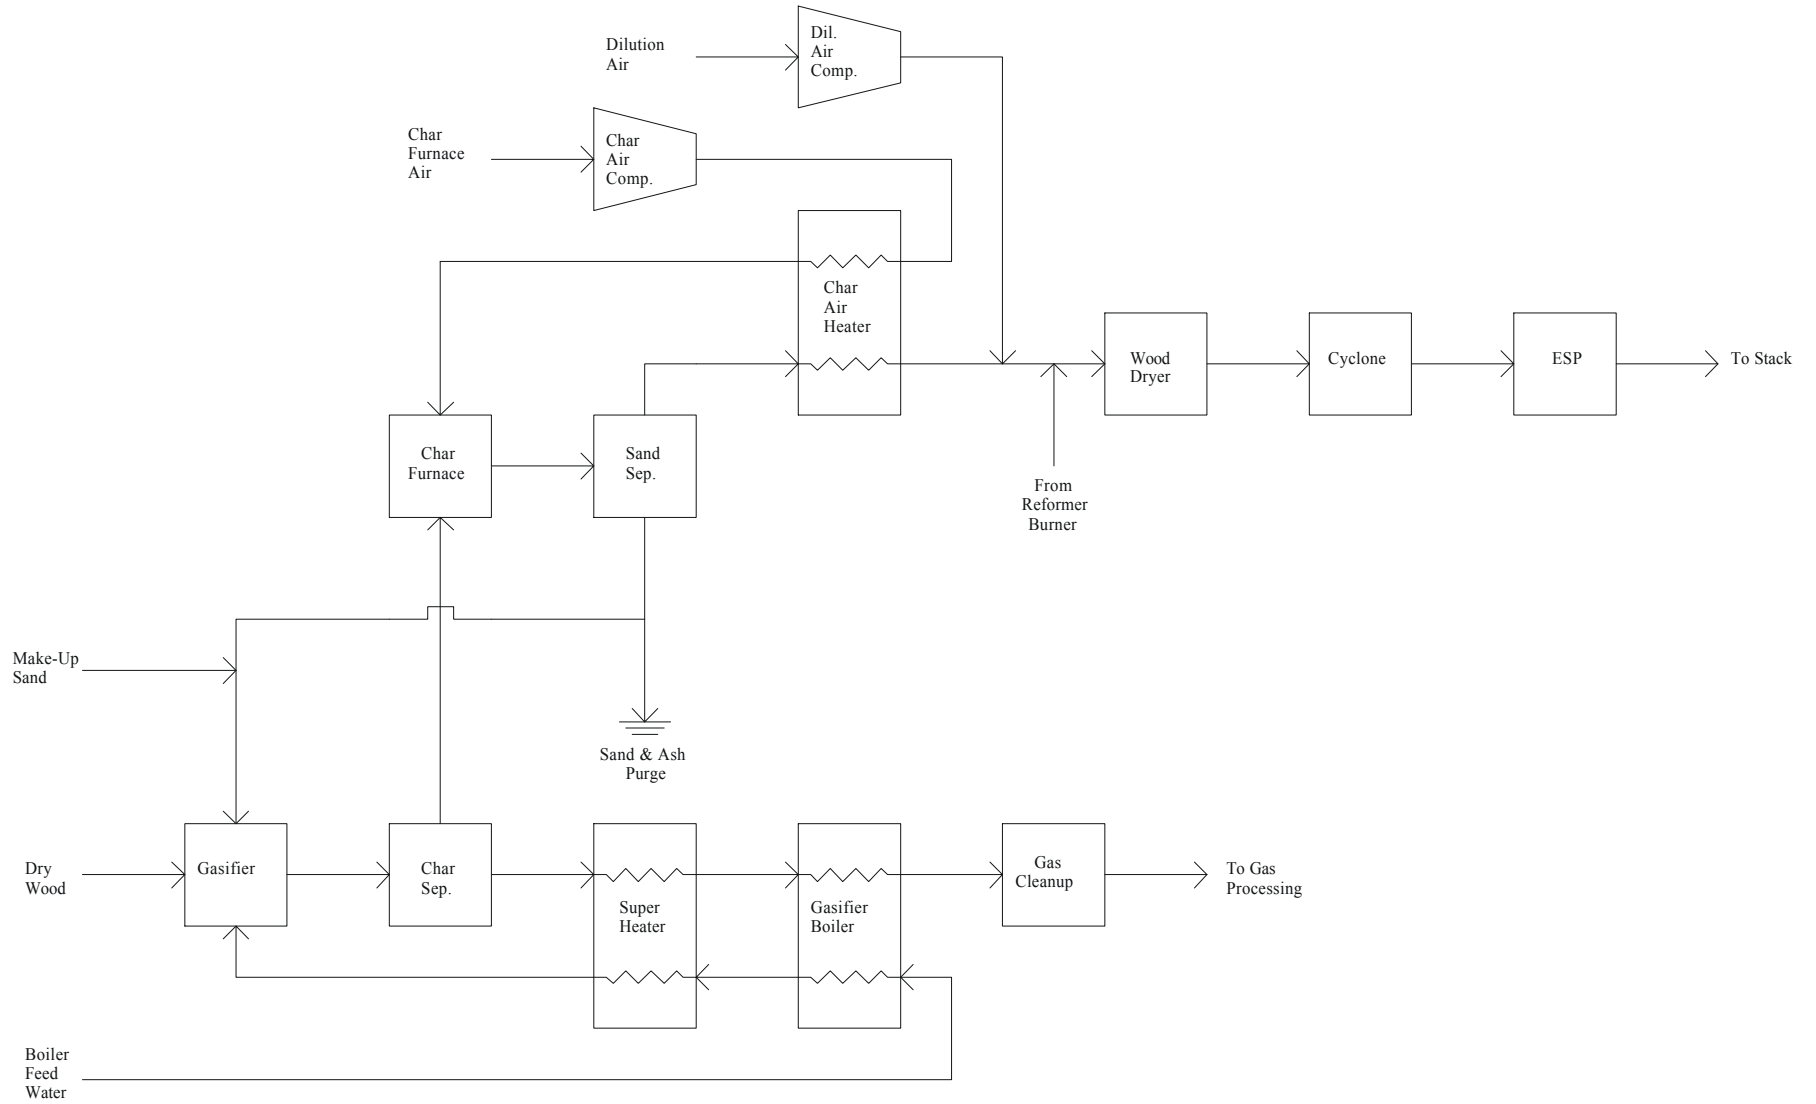 Dilution
Air
Dil.
Air
Comp.
Char
Furnace
Air
Char
Air
Comp.
Char
Air
Heater
Wood
Dryer
Cyclone
ESP
To Stack
Char
Furnace
Sand
Sep.
From
Reformer
Burner
Make-Up
Sand
Sand & Ash
Purge
Dry
Wood
Gasifier
Char
Sep.
Super
Heater
Gasifier
Boiler
Gas
Cleanup
To Gas
Processing
Boiler
Feed
Water